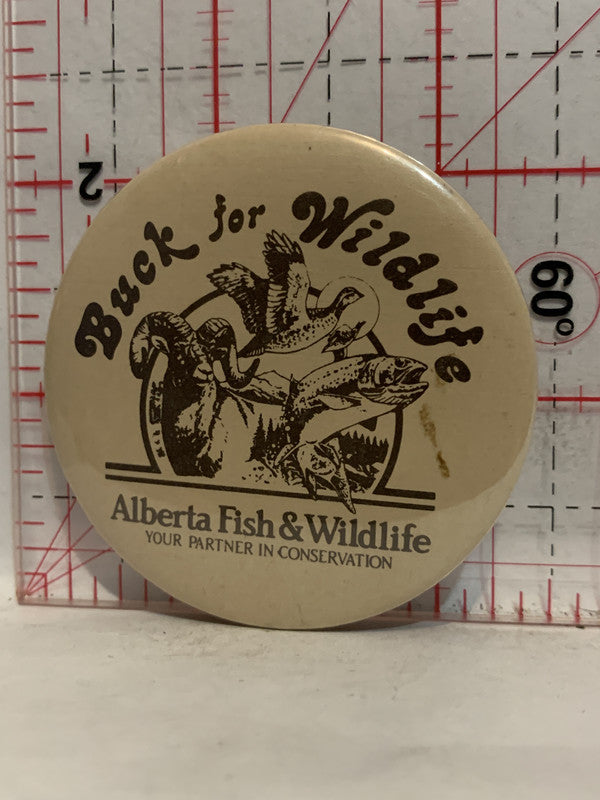 2
60°
Buck for Wildlife
Alberta Fish & Wildlife
YOUR PARTNER IN CONSERVATION